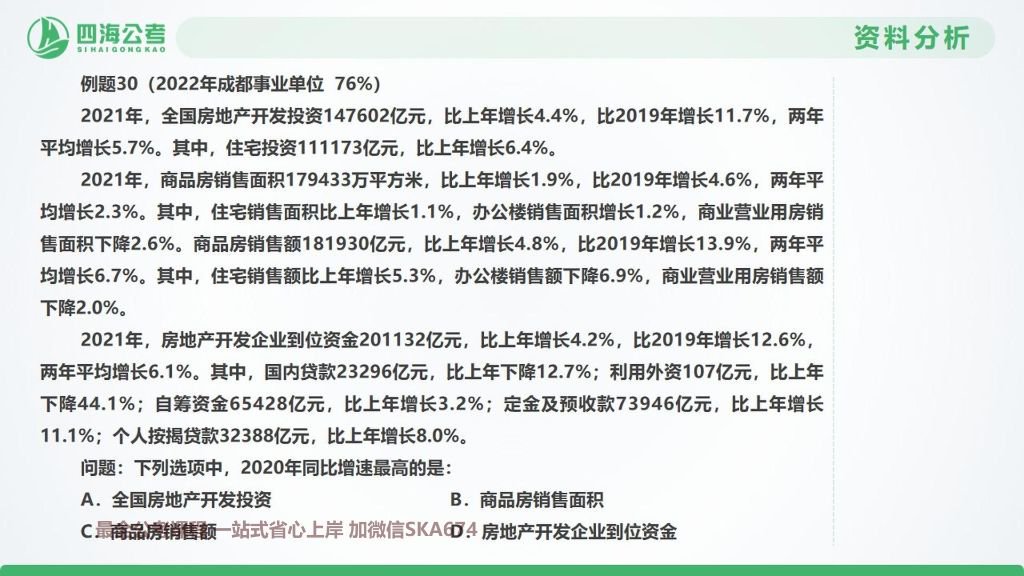 四海公考
SIHAIGONGKAO
资料分析
例题30（2022年成都事业单位 76%）
2021年，全国房地产开发投资147602亿元，比上年增长4.4%，比2019年增长11.7%，两年
平均增长5.7%。其中，住宅投资111173亿元，比上年增长6.4%。
2021年，商品房销售面积179433万平方米，比上年增长1.9%，比2019年增长4.6%，两年平
均增长2.3%。其中，住宅销售面积比上年增长1.1%，办公楼销售面积增长1.2%，商业营业用房销
售面积下降2.6%。商品房销售额181930亿元，比上年增长4.8%，比2019年增长13.9%，两年平
均增长6.7%。其中，住宅销售额比上年增长5.3%，办公楼销售额下降6.9%，商业营业用房销售额
下降2.0%。
2021年，房地产开发企业到位资金201132亿元，比上年增长4.2%，比2019年增长12.6%，
两年平均增长6.1%。其中，国内贷款23296亿元，比上年下降12.7%；利用外资107亿元，比上年
下降44.1%；自筹资金65428亿元，比上年增长3.2%；定金及预收款73946亿元，比上年增长
11.1%；个人按揭贷款32388亿元，比上年增长8.0%。
问题：下列选项中，2020年同比增速最高的是：
A．全国房地产开发投资 B．商品房销售面积
C．商品房销售额 D．房地产开发企业到位资金
一站式省心上岸 加微信SKA674